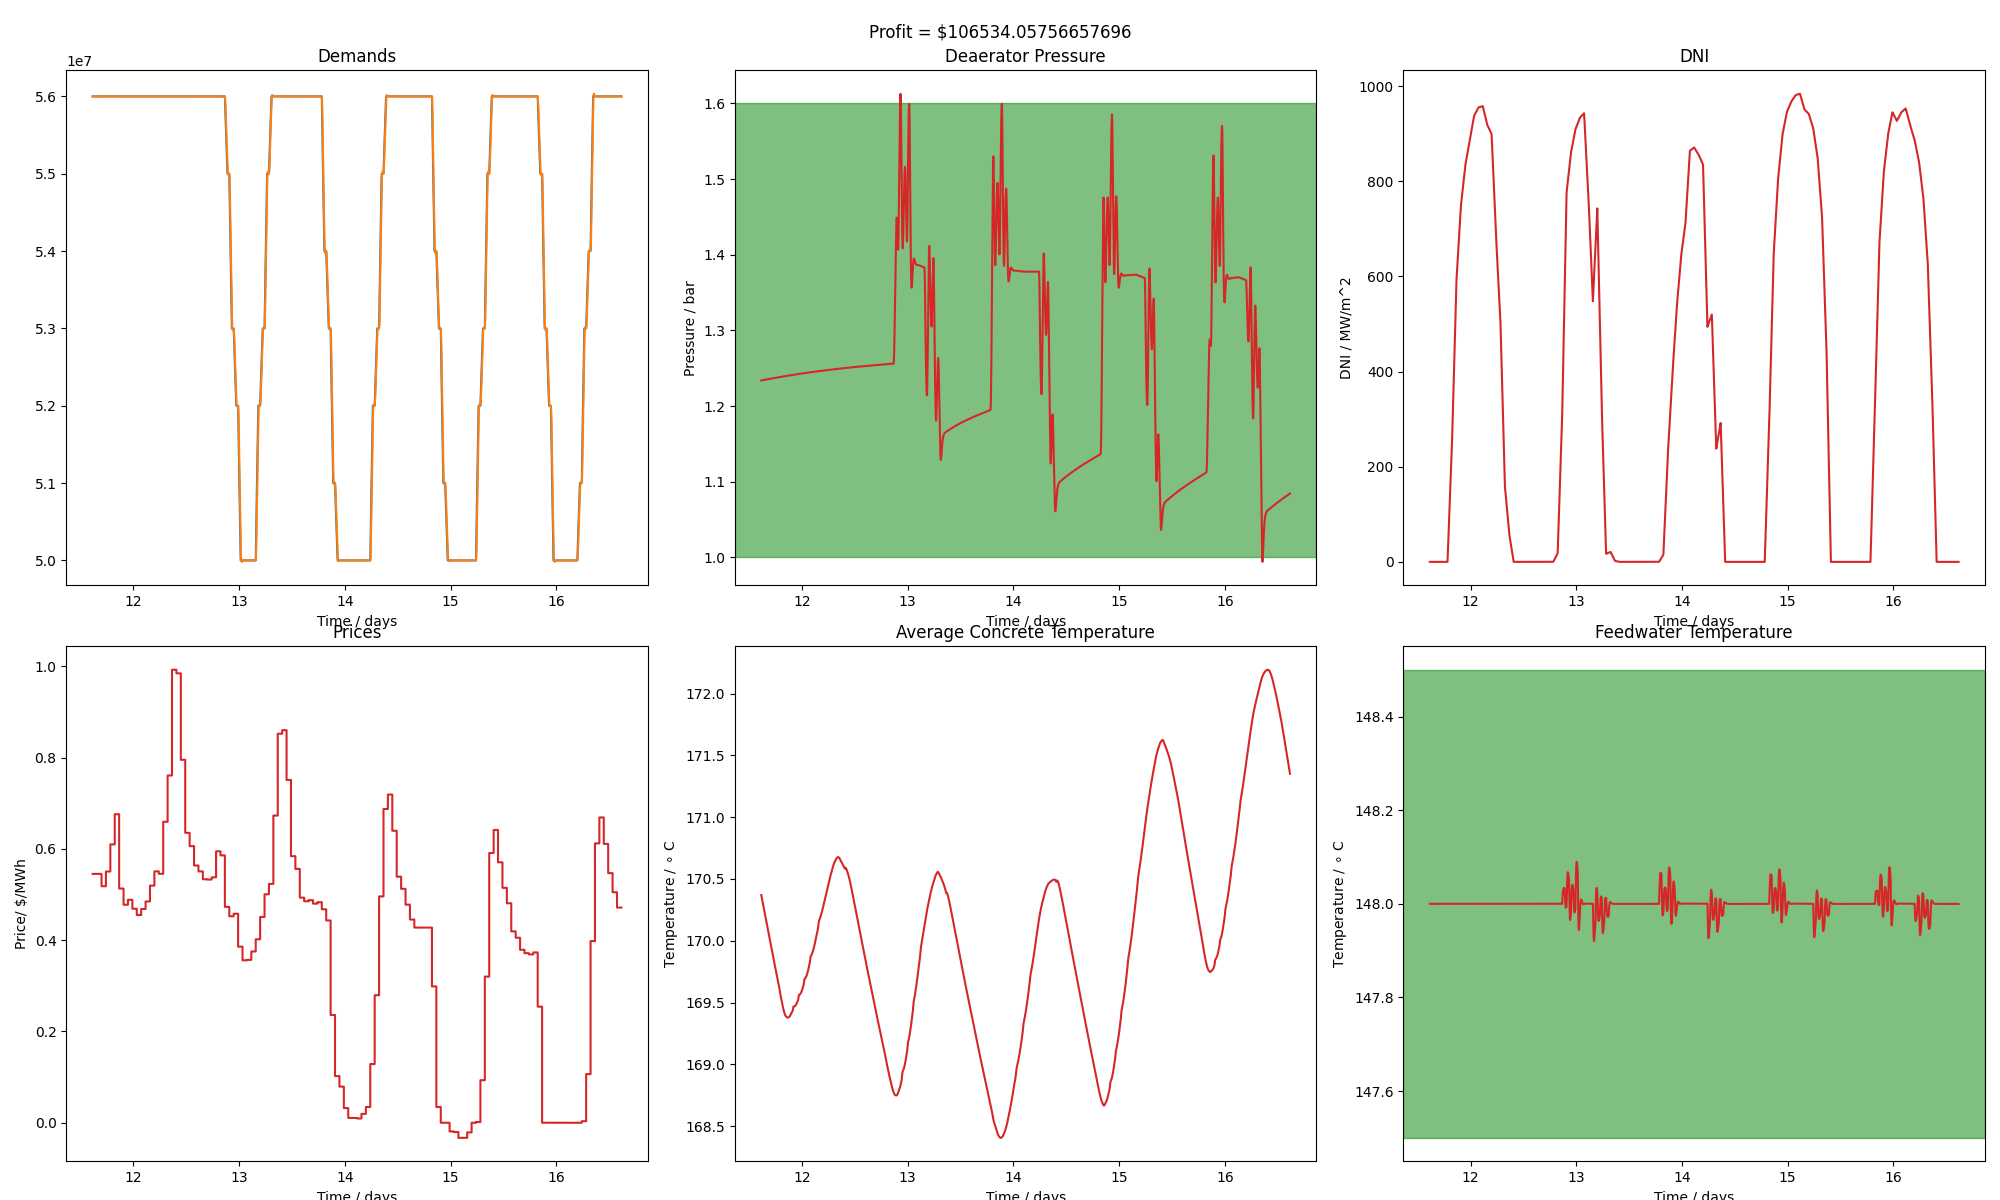 Profit = $106534.05756657696
Demands
1e7
5.6
5.5
5.4
5.3
5.2
5.1
5.0
12 13 14 15 16
Time / days
Deaerator Pressure
Pressure / bar
1.6
1.5
1.4
1.3
1.2
1.1
1.0
12 13 14 15 16
Time / days
DNI
DNI / MW/m^2
1000
800
600
400
200
0
12 13 14 15 16
Time / days
Prices
Price/ $/MWh
1.0
0.8
0.6
0.4
0.2
0.0
12 13 14 15 16
Time / days
Average Concrete Temperature
Temperature / ∘ C
172.0
171.5
171.0
170.5
170.0
169.5
169.0
168.5
12 13 14 15 16
Time / days
Feedwater Temperature
Temperature / ∘ C
148.4
148.2
148.0
147.8
147.6
12 13 14 15 16
Time / days